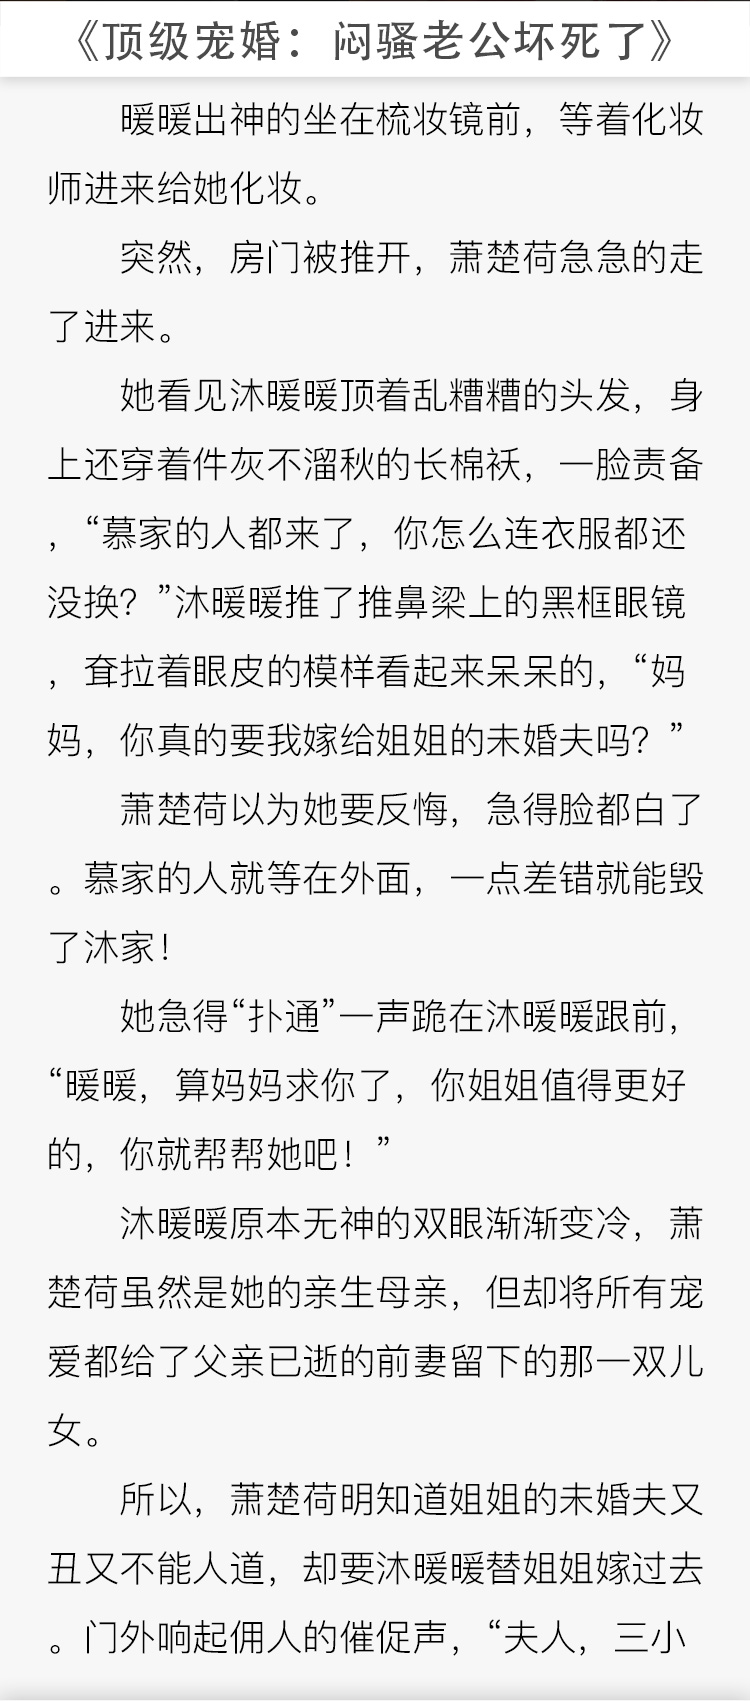 《顶级宠婚：闷骚老公坏死了》
暖暖出神的坐在梳妆镜前，等着化妆
师进来给她化妆。
突然，房门被推开，萧楚荷急急的走
了进来。
她看见沐暖暖顶着乱糟糟的头发，身
上还穿着件灰不溜秋的长棉袄，一脸责备
，“慕家的人都来了，你怎么连衣服都还
没换？”沐暖暖推了推鼻梁上的黑框眼镜
，耷拉着眼皮的模样看起来呆呆的，“妈
妈，你真的要我嫁给姐姐的未婚夫吗？”
萧楚荷以为她要反悔，急得脸都白了
。慕家的人就等在外面，一点差错就能毁
了沐家！
她急得“扑通”一声跪在沐暖暖跟前，
“暖暖，算妈妈求你了，你姐姐值得更好
的，你就帮帮她吧！”
沐暖暖原本无神的双眼渐渐变冷，萧
楚荷虽然是她的亲生母亲，但却将所有宠
爱都给了父亲已逝的前妻留下的那一双儿
女。
所以，萧楚荷明知道姐姐的未婚夫又
丑又不能人道，却要沐暖暖替姐姐嫁过去
。门外响起佣人的催促声，“夫人，三小